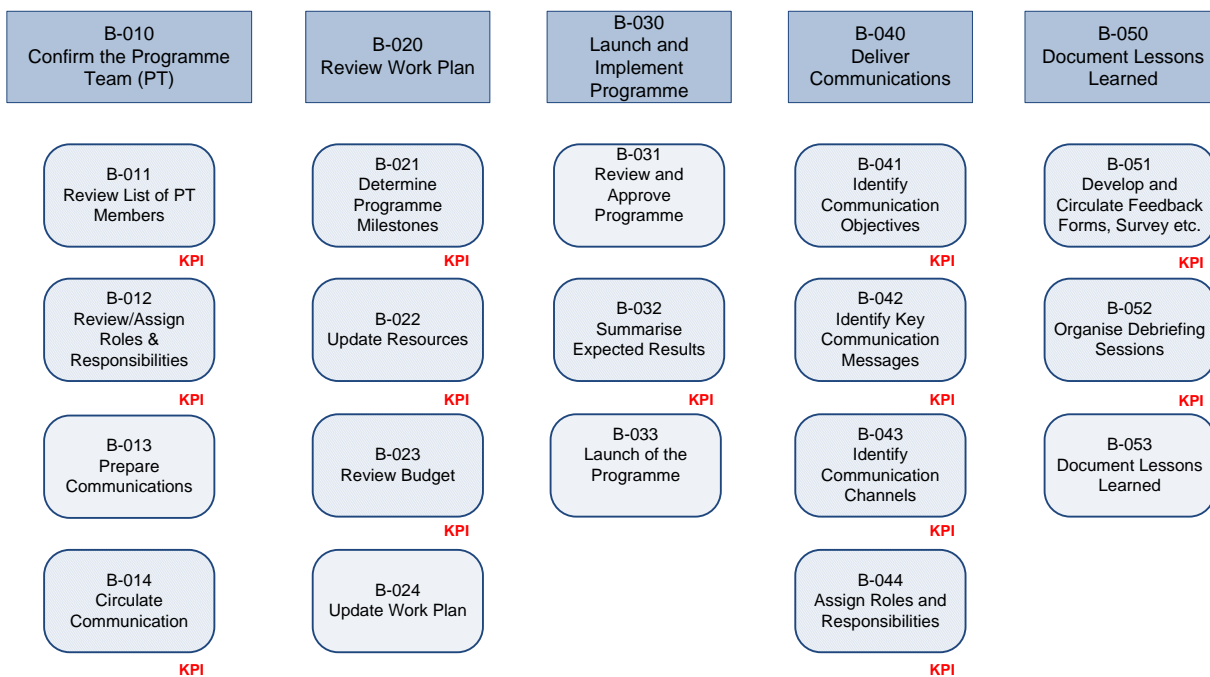 B-010
Confirm the Programme
Team (PT)
B-020
Review Work Plan
B-030
Launch and
Implement
Programme
B-040
Deliver
Communications
B-050
Document Lessons
Learned
B-011
Review List of PT
Members
KPI
B-012
Review/Assign
Roles &
Responsibilities
KPI
B-013
Prepare
Communications
B-014
Circulate
Communication
KPI
B-021
Determine
Programme
Milestones
KPI
B-022
Update Resources
KPI
B-023
Review Budget
KPI
B-024
Update Work Plan
B-031
Review and
Approve
Programme
B-032
Summarise
Expected Results
KPI
B-033
Launch of the
Programme
B-041
Identify
Communication
Objectives
KPI
B-042
Identify Key
Communication
Messages
KPI
B-043
Identify
Communication
Channels
KPI
B-044
Assign Roles and
Responsibilities
KPI
B-051
Develop and
Circulate Feedback
Forms, Survey etc.
KPI
B-052
Organise Debriefing
Sessions
KPI
B-053
Document Lessons
Learned